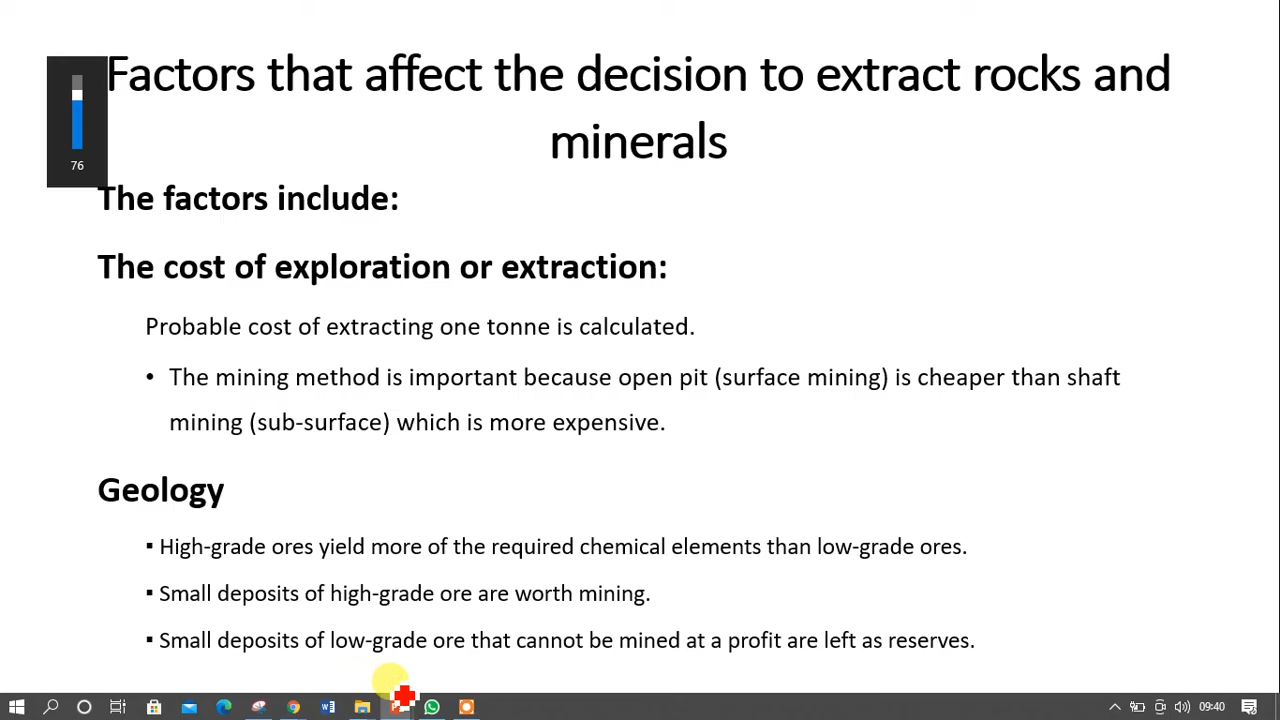 Factors that affect the decision to extract rocks and
minerals
76
The factors include:
The cost of exploration or extraction:
Probable cost of extracting one tonne is calculated.
• The mining method is important because open pit (surface mining) is cheaper than shaft
mining (sub-surface) which is more expensive.
Geology
▪ High-grade ores yield more of the required chemical elements than low-grade ores.
▪ Small deposits of high-grade ore are worth mining.
▪ Small deposits of low-grade ore that cannot be mined at a profit are left as reserves.
09:40